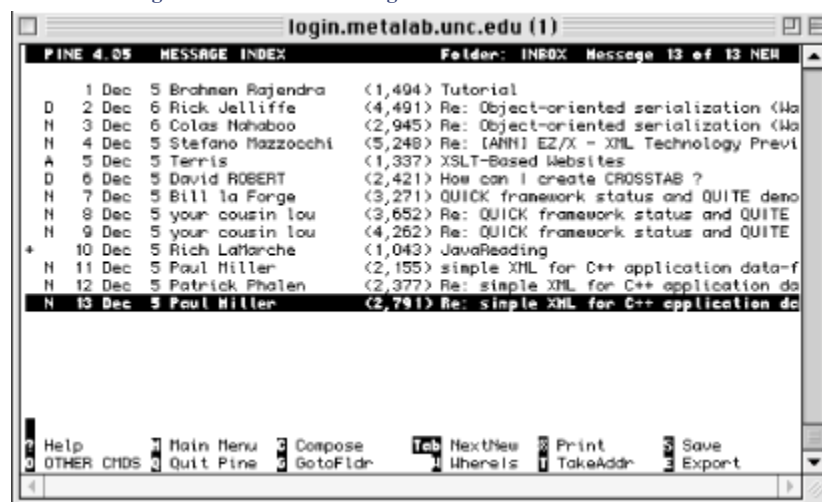 login.metalab.unc.edu (1)
PINE 4.05 MESSAGE INDEX Folder: INBOX Message 13 of 13 NEW
1 Dec 5 Brahmen Rajendra (1,494) Tutorial
D 2 Dec 6 Rick Jelliffe (4,491) Re: Object-oriented serialization (Wa
N 3 Dec 6 Colas Nahaboo (2,945) Re: Object-oriented serialization (Wa
N 4 Dec 5 Stefano Mazzocchi (5,248) Re: [ANN] EZ/X - XML Technology Previ
A 5 Dec 5 Terris (1,337) XSLT-Based Websites
D 6 Dec 5 David ROBERT (2,421) How can I create CROSSTAB ?
N 7 Dec 5 Bill la Forge (3,271) QUICK framework status and QUITE demo
N 8 Dec 5 your cousin lou (3,652) Re: QUICK framework status and QUITE
N 9 Dec 5 your cousin lou (4,262) Re: QUICK framework status and QUITE
+ 10 Dec 5 Rich LaMarche (1,043) JavaReading
N 11 Dec 5 Paul Miller (2,155) simple XML for C++ application data-f
N 12 Dec 5 Patrick Phalen (2,377) Re: simple XML for C++ application da
N 13 Dec 5 Paul Miller (2,791) Re: simple XML for C++ application da
? Help M Main Menu C Compose Tab NextNew % Print S Save
O OTHER CMDS Q Quit Pine G GotoFldr W WhereIs T TakeAddr E Export